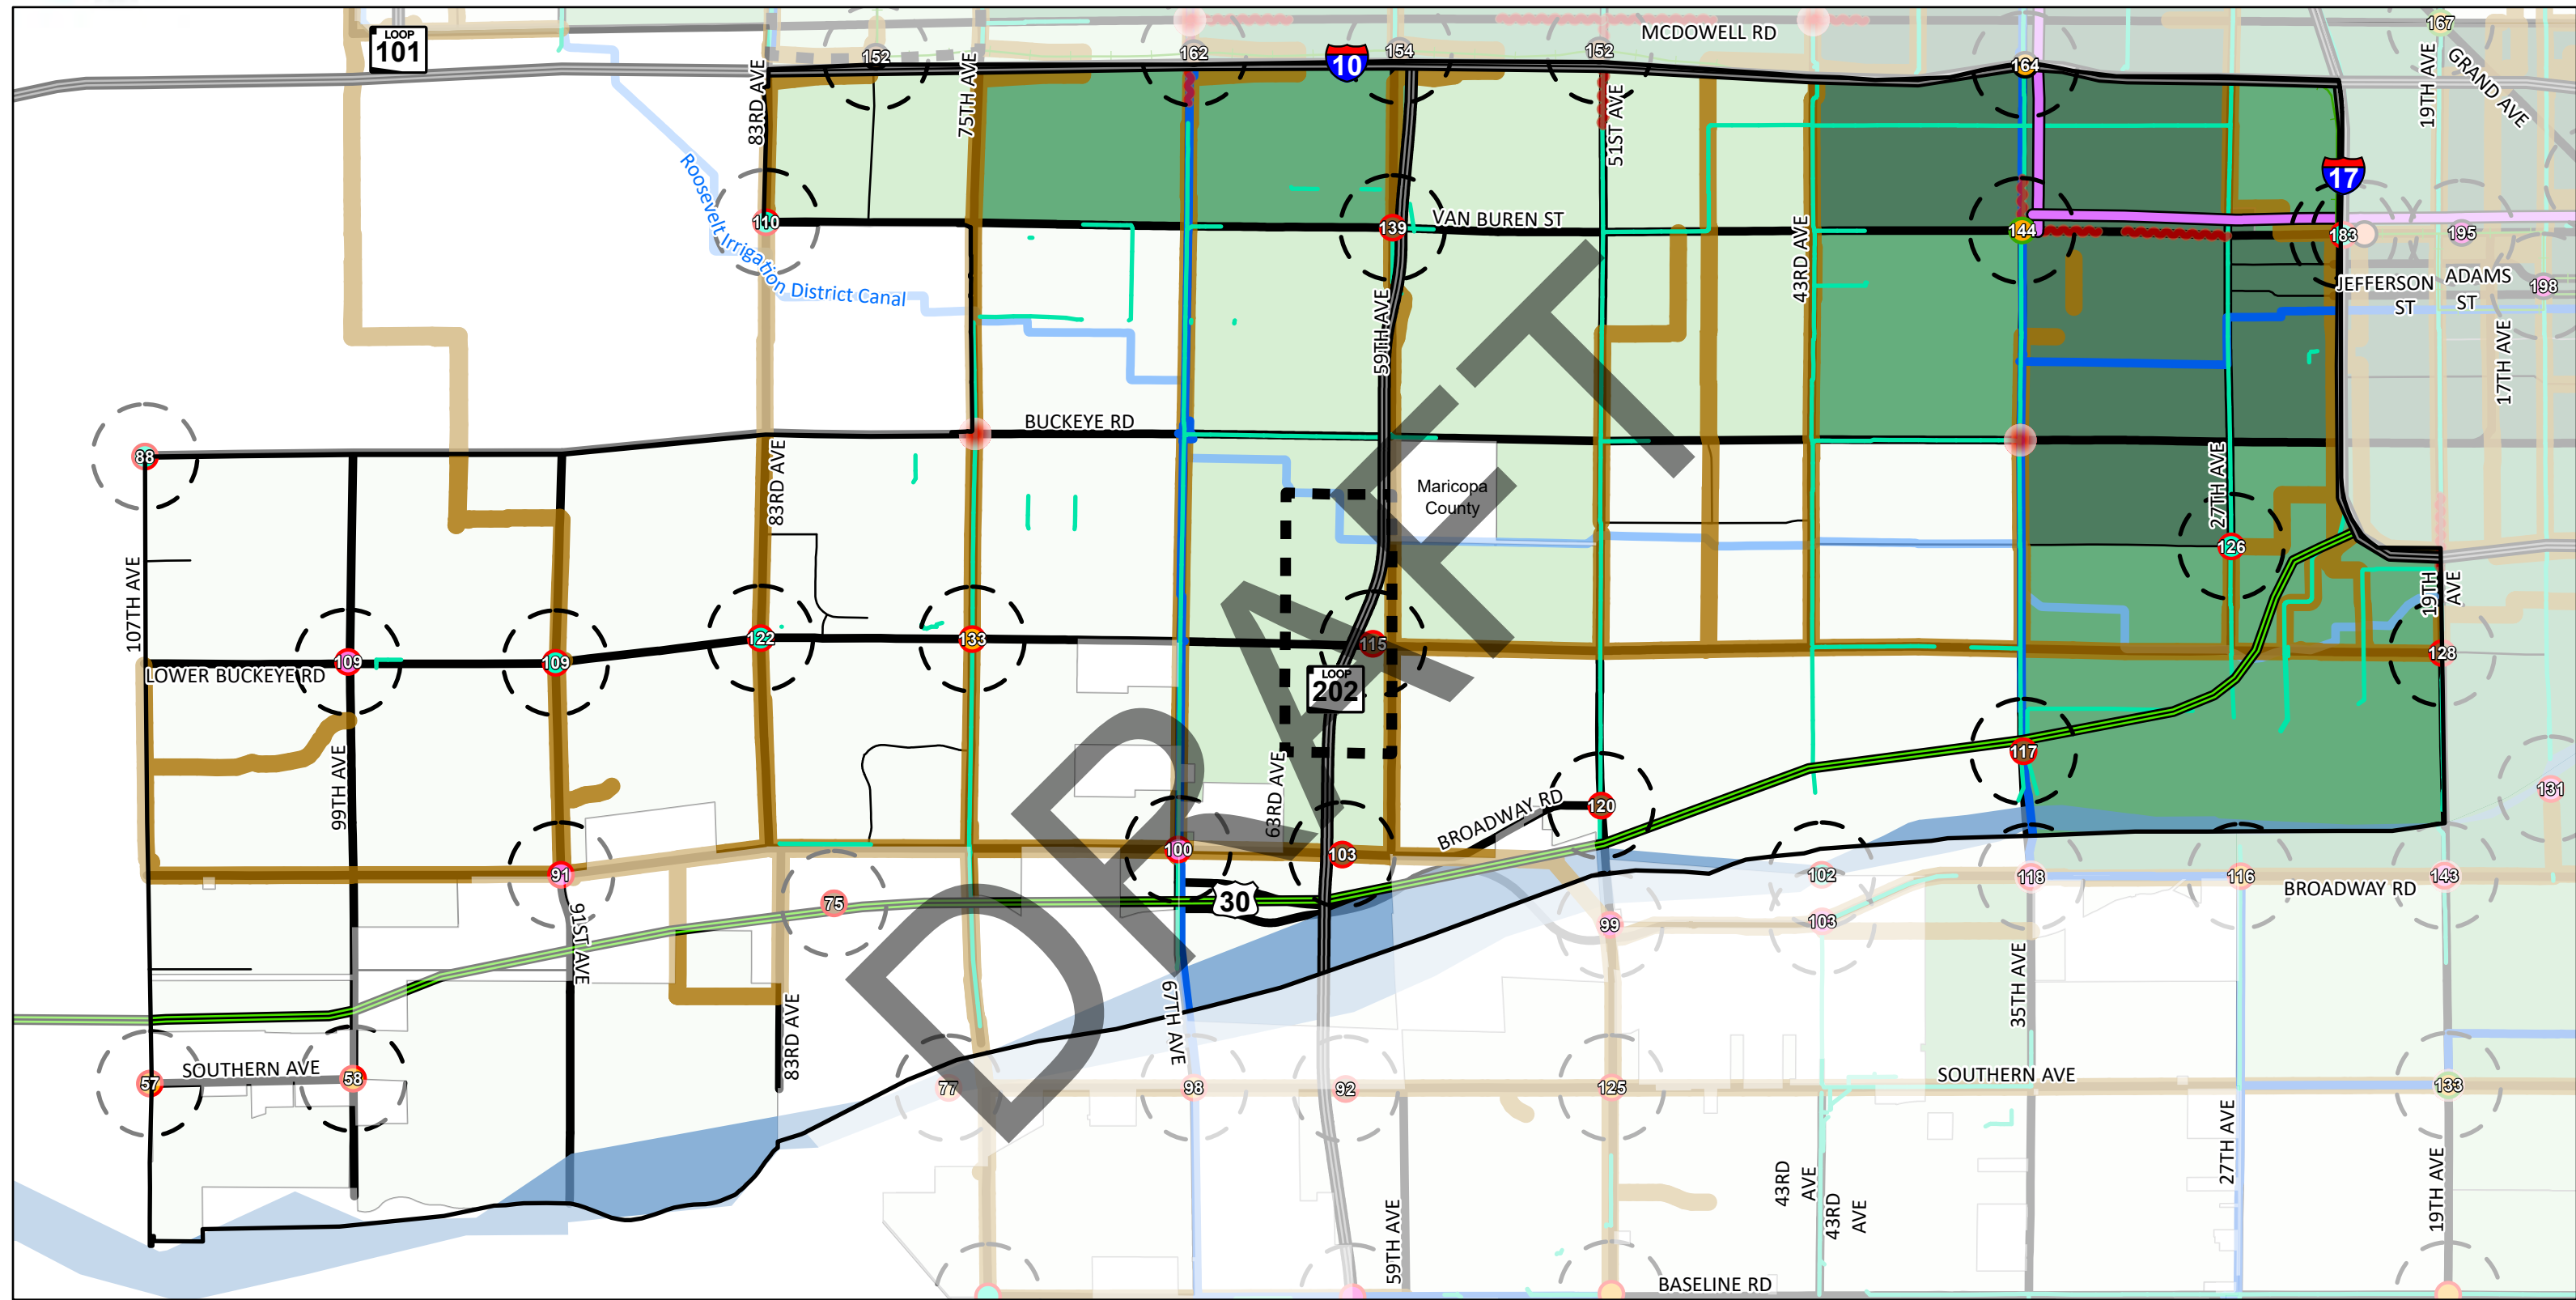 MCDOWELL RD
167
LOOP
101
152
162
10
154
152
164
83RD AVE
75TH AVE
51ST AVE
19TH AVE
GRAND AVE
17
Roosevelt Irrigation District Canal
110
139
VAN BUREN ST
43RD AVE
144
183
195
JEFFERSON
ST
ADAMS
ST
198
59TH AVE
17TH AVE
BUCKEYE RD
88
83RD AVE
Maricopa
County
27TH AVE
126
107TH AVE
19TH
AVE
109
109
122
133
115
128
LOWER BUCKEYE RD
LOOP
202
DRAFT
99TH AVE
63RD AVE
117
131
BROADWAY RD
120
100
103
91
75
30
102
118
116
143
BROADWAY RD
91ST AVE
99
103
67TH AVE
35TH AVE
83RD AVE
57
SOUTHERN AVE
58
77
98
92
125
SOUTHERN AVE
133
27TH AVE
43RD
AVE
43RD
AVE
59TH AVE
19TH AVE
BASELINE RD